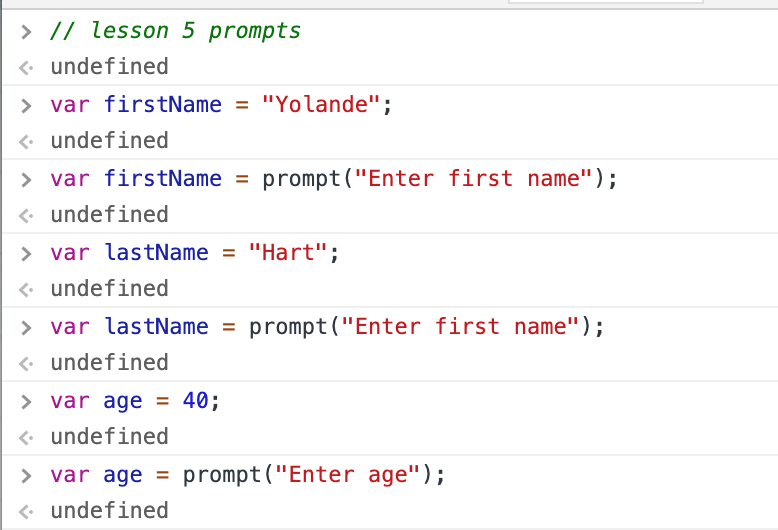 > // lesson 5 prompts
<· undefined
> var firstName = "Yolande";
<· undefined
> var firstName = prompt("Enter first name");
<· undefined
> var lastName = "Hart";
<· undefined
> var lastName = prompt("Enter first name");
<· undefined
> var age = 40;
<· undefined
> var age = prompt("Enter age");
<· undefined